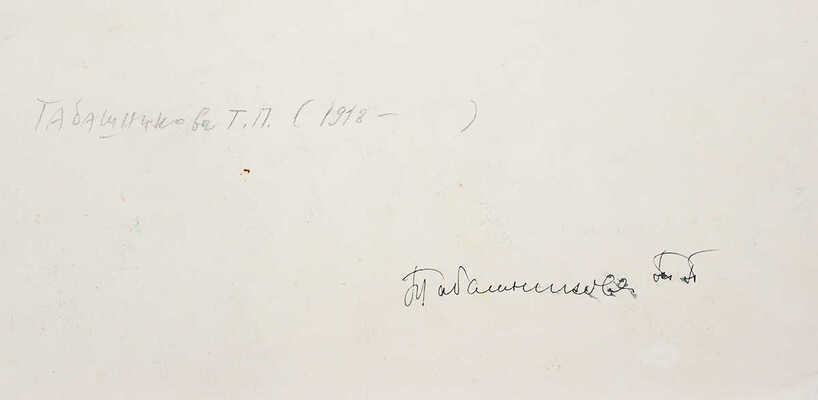 Табашникова Т.П. (1918 – )
Табашникова Т П